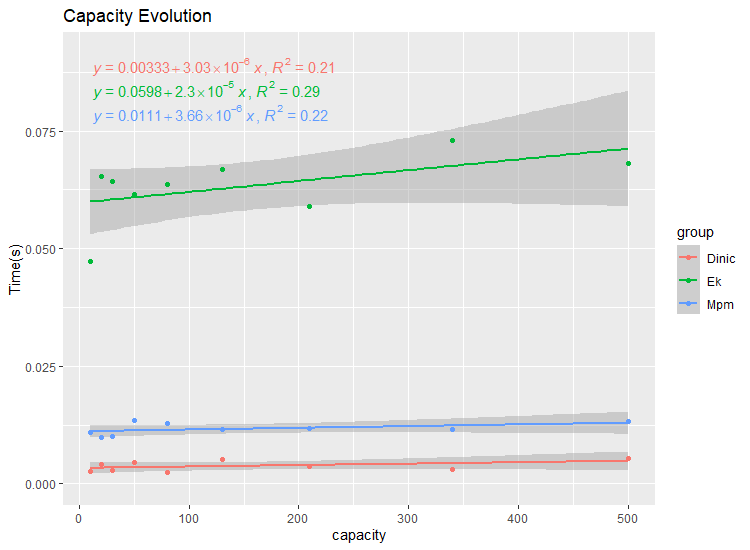 Capacity Evolution
y = 0.00333 + 3.03 × 10⁻⁶ x, R² = 0.21
y = 0.0598 + 2.3 × 10⁻⁵ x, R² = 0.29
y = 0.0111 + 3.66 × 10⁻⁶ x, R² = 0.22
0.075
0.050
0.025
0.000
Time(s)
0 100 200 300 400 500
capacity
group
Dinic
Ek
Mpm